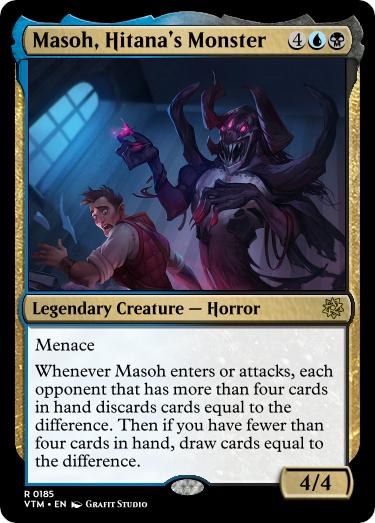 Masoh, Hitana's Monster 4
Legendary Creature — Horror
Menace
Whenever Masoh enters or attacks, each
opponent that has more than four cards
in hand discards cards equal to the
difference. Then if you have fewer than
four cards in hand, draw cards equal to
the difference.
4/4
R 0185
VTM • EN Grafit Studio